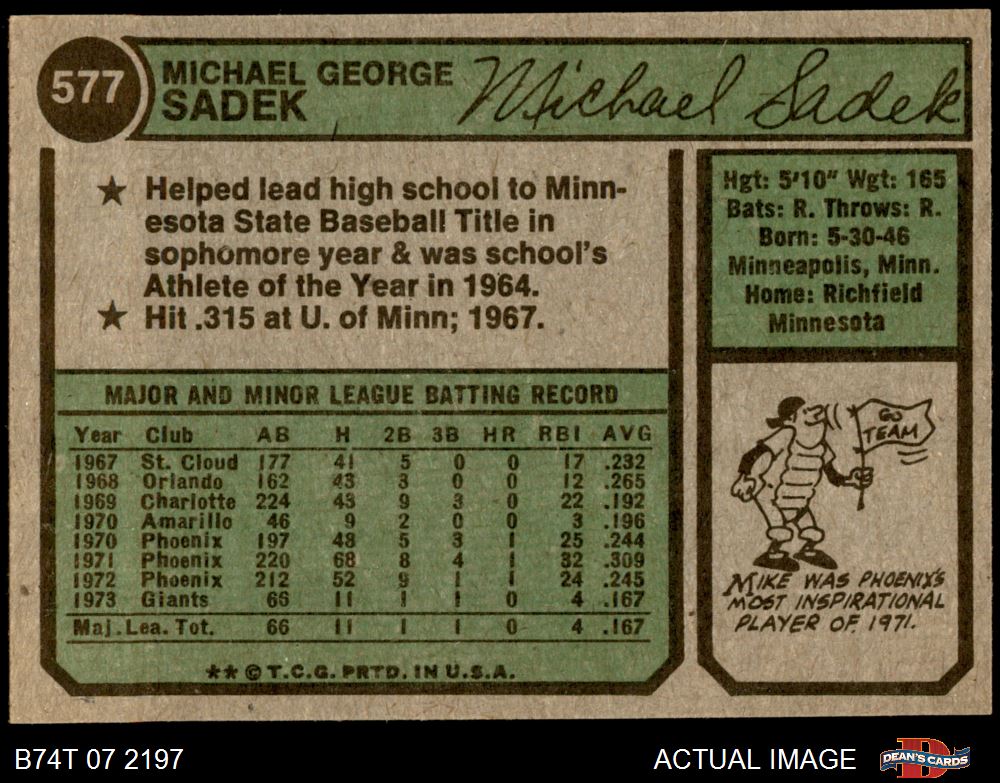 577
MICHAEL GEORGE
SADEK
Michael Sadek
★ Helped lead high school to Minn-
esota State Baseball Title in
sophomore year & was school's
Athlete of the Year in 1964.
★ Hit .315 at U. of Minn; 1967.
Hgt: 5'10" Wgt: 165
Bats: R. Throws: R.
Born: 5-30-46
Minneapolis, Minn.
Home: Richfield
Minnesota
MAJOR AND MINOR LEAGUE BATTING RECORD
Year Club AB H 2B 3B HR RBI AVG
1967 St. Cloud 177 41 5 0 0 17 .232
1968 Orlando 162 43 3 0 0 12 .265
1969 Charlotte 224 43 9 3 0 22 .192
1970 Amarillo 46 9 2 0 0 3 .196
1970 Phoenix 197 48 5 3 1 25 .244
1971 Phoenix 220 68 8 4 1 32 .309
1972 Phoenix 212 52 9 1 1 24 .245
1973 Giants 66 11 1 1 0 4 .167
Maj. Lea. Tot. 66 11 1 1 0 4 .167
** © T.C.G. PRTD. IN U.S.A.
GO
TEAM
MIKE WAS PHOENIX'S
MOST INSPIRATIONAL
PLAYER OF 1971.
B74T 07 2197
ACTUAL IMAGE
DEAN'S CARDS